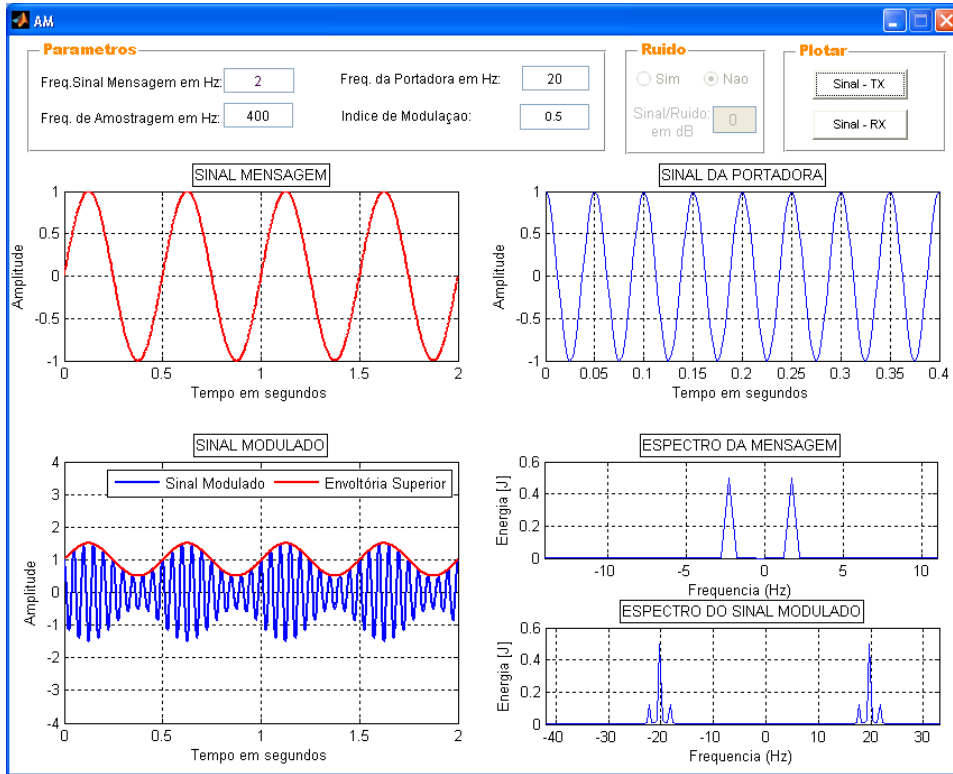 AM
Parametros
Freq.Sinal Mensagem em Hz: 2
Freq. da Portadora em Hz: 20
Freq. de Amostragem em Hz: 400
Indice de Modulaçao: 0.5
Ruido
Sim Nao
Sinal/Ruido: em dB 0
Plotar
Sinal - TX
Sinal - RX
SINAL MENSAGEM
Amplitude
1
0.5
0
-0.5
-1
0 0.5 1 1.5 2
Tempo em segundos
SINAL DA PORTADORA
Amplitude
1
0.5
0
-0.5
-1
0 0.05 0.1 0.15 0.2 0.25 0.3 0.35 0.4
Tempo em segundos
SINAL MODULADO
Sinal Modulado Envoltória Superior
Amplitude
4
3
2
1
0
-1
-2
-3
-4
0 0.5 1 1.5 2
Tempo em segundos
ESPECTRO DA MENSAGEM
Energia [J]
0.6
0.4
0.2
0
-10 -5 0 5 10
Frequencia (Hz)
ESPECTRO DO SINAL MODULADO
Energia [J]
0.6
0.4
0.2
0
-40 -30 -20 -10 0 10 20 30
Frequencia (Hz)